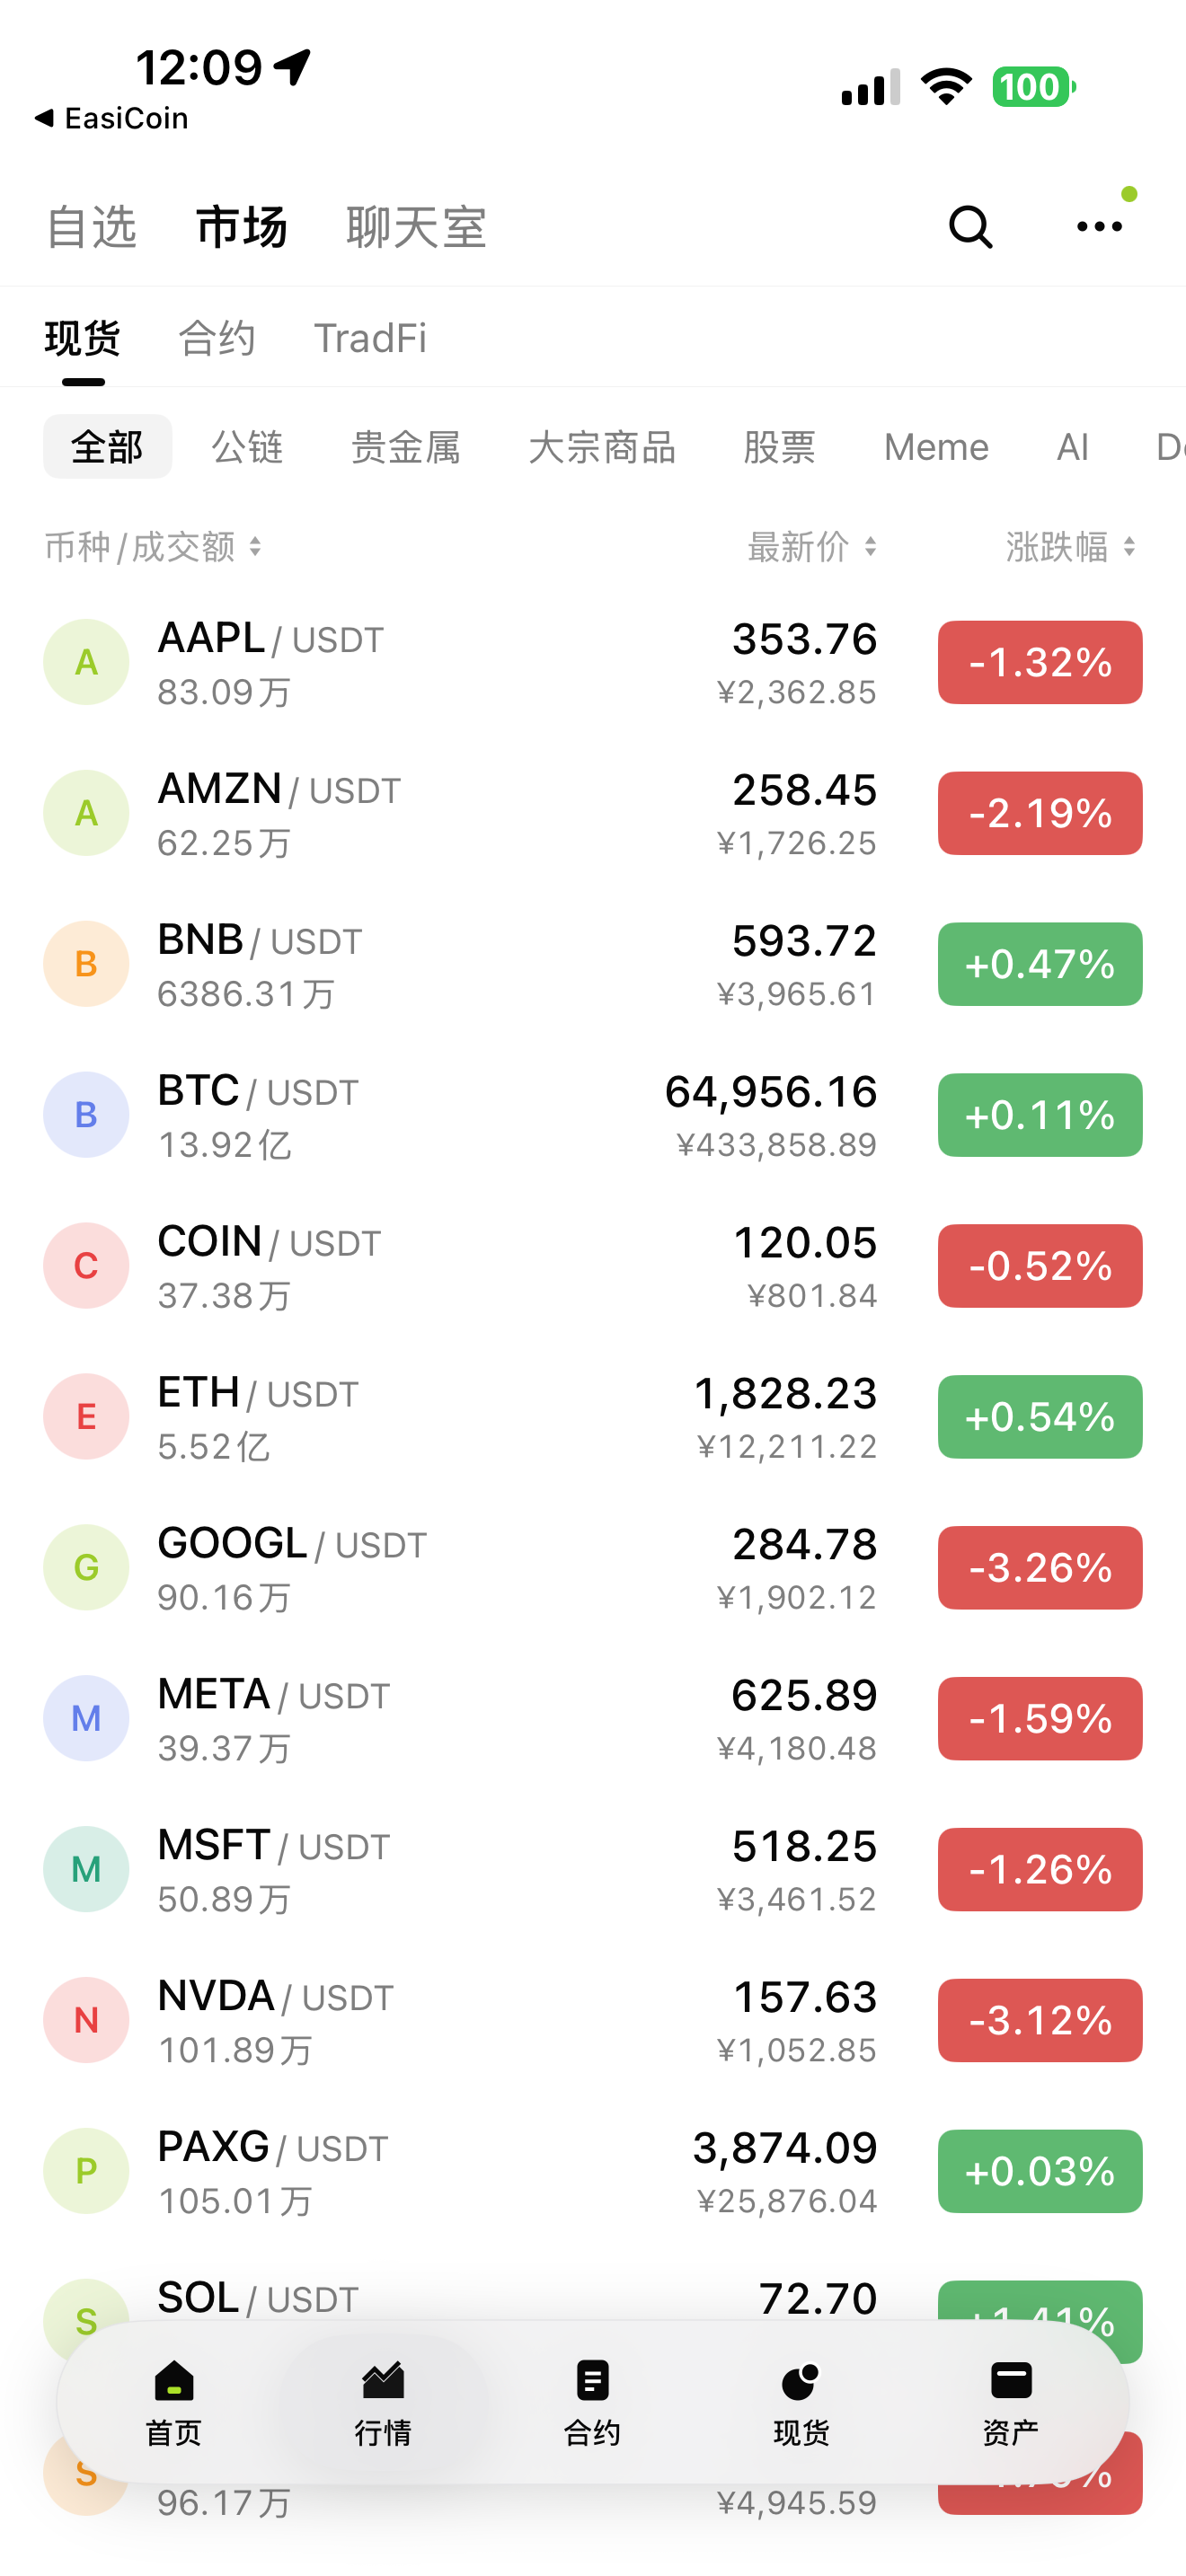 12:09
EasiCoin
100
自选 市场 聊天室
现货 合约 TradFi
全部 公链 贵金属 大宗商品 股票 Meme AI
币种/成交额 最新价 涨跌幅
A AAPL/ USDT 353.76 -1.32%
83.09万 ¥2,362.85
A AMZN/ USDT 258.45 -2.19%
62.25万 ¥1,726.25
B BNB/ USDT 593.72 +0.47%
6386.31万 ¥3,965.61
B BTC/ USDT 64,956.16 +0.11%
13.92亿 ¥433,858.89
C COIN/ USDT 120.05 -0.52%
37.38万 ¥801.84
E ETH/ USDT 1,828.23 +0.54%
5.52亿 ¥12,211.22
G GOOGL/ USDT 284.78 -3.26%
90.16万 ¥1,902.12
M META/ USDT 625.89 -1.59%
39.37万 ¥4,180.48
M MSFT/ USDT 518.25 -1.26%
50.89万 ¥3,461.52
N NVDA/ USDT 157.63 -3.12%
101.89万 ¥1,052.85
P PAXG/ USDT 3,874.09 +0.03%
105.01万 ¥25,876.04
S SOL/ USDT 72.70 +1.41%
首页 行情 合约 现货 资产
S
96.17万 ¥4,945.59